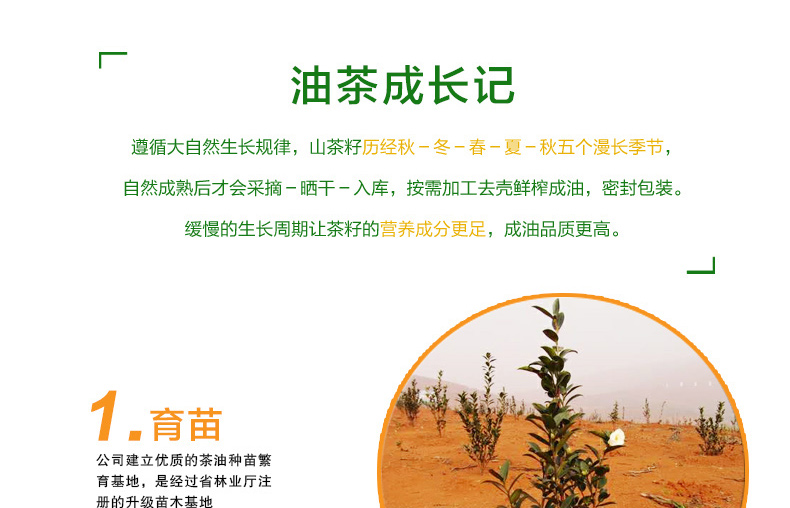 油茶成长记
遵循大自然生长规律，山茶籽历经秋–冬–春–夏–秋五个漫长季节，
自然成熟后才会采摘–晒干–入库，按需加工去壳鲜榨成油，密封包装。
缓慢的生长周期让茶籽的营养成分更足，成油品质更高。
1.育苗
公司建立优质的茶油种苗繁
育基地，是经过省林业厅注
册的升级苗木基地